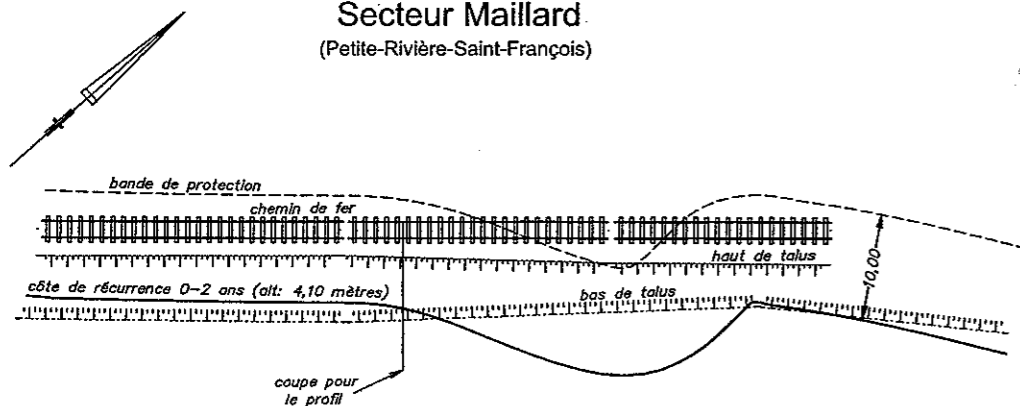 Secteur Maillard
(Petite-Rivière-Saint-François)
bande de protection
chemin de fer
haut de talus
10,00
côte de récurrence 0-2 ans (alt: 4,10 mètres)
bas de talus
coupe pour
le profil